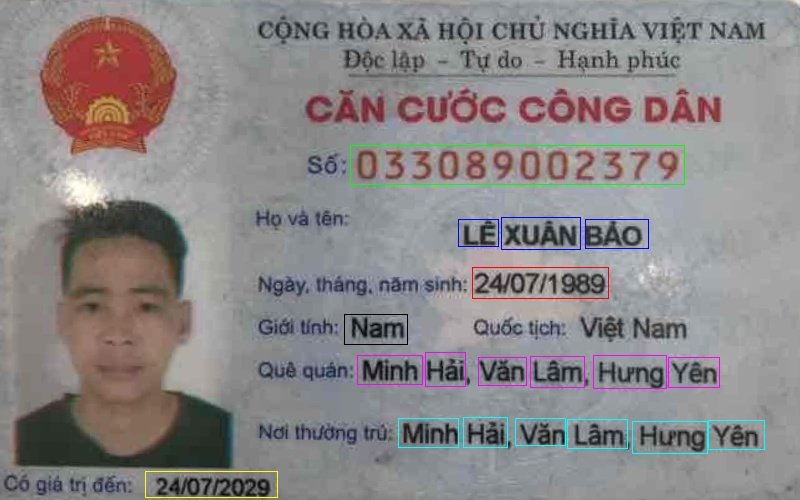 CỘNG HÒA XÃ HỘI CHỦ NGHĨA VIỆT NAM
Độc lập - Tự do - Hạnh phúc
CĂN CƯỚC CÔNG DÂN
Số: 033089002379
Họ và tên:
LÊ XUÂN BẢO
Ngày, tháng, năm sinh: 24/07/1989
Giới tính: Nam Quốc tịch: Việt Nam
Quê quán: Minh Hải, Văn Lâm, Hưng Yên
Nơi thường trú: Minh Hải, Văn Lâm, Hưng Yên
Có giá trị đến: 24/07/2029